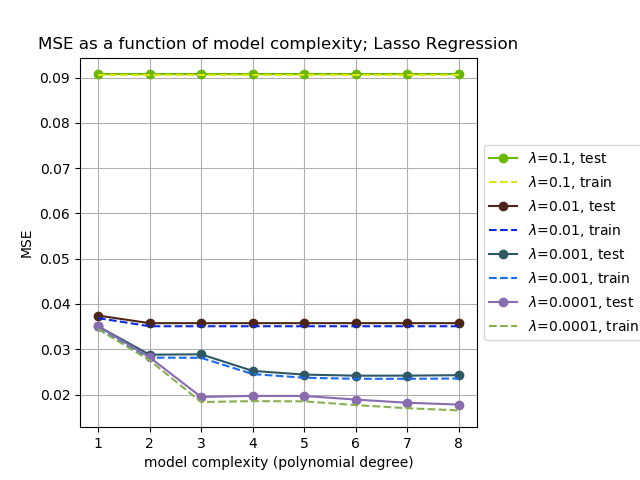 MSE as a function of model complexity; Lasso Regression
0.09
0.08
0.07
0.06
0.05
0.04
0.03
0.02
MSE
1 2 3 4 5 6 7 8
model complexity (polynomial degree)
λ=0.1, test
λ=0.1, train
λ=0.01, test
λ=0.01, train
λ=0.001, test
λ=0.001, train
λ=0.0001, test
λ=0.0001, train